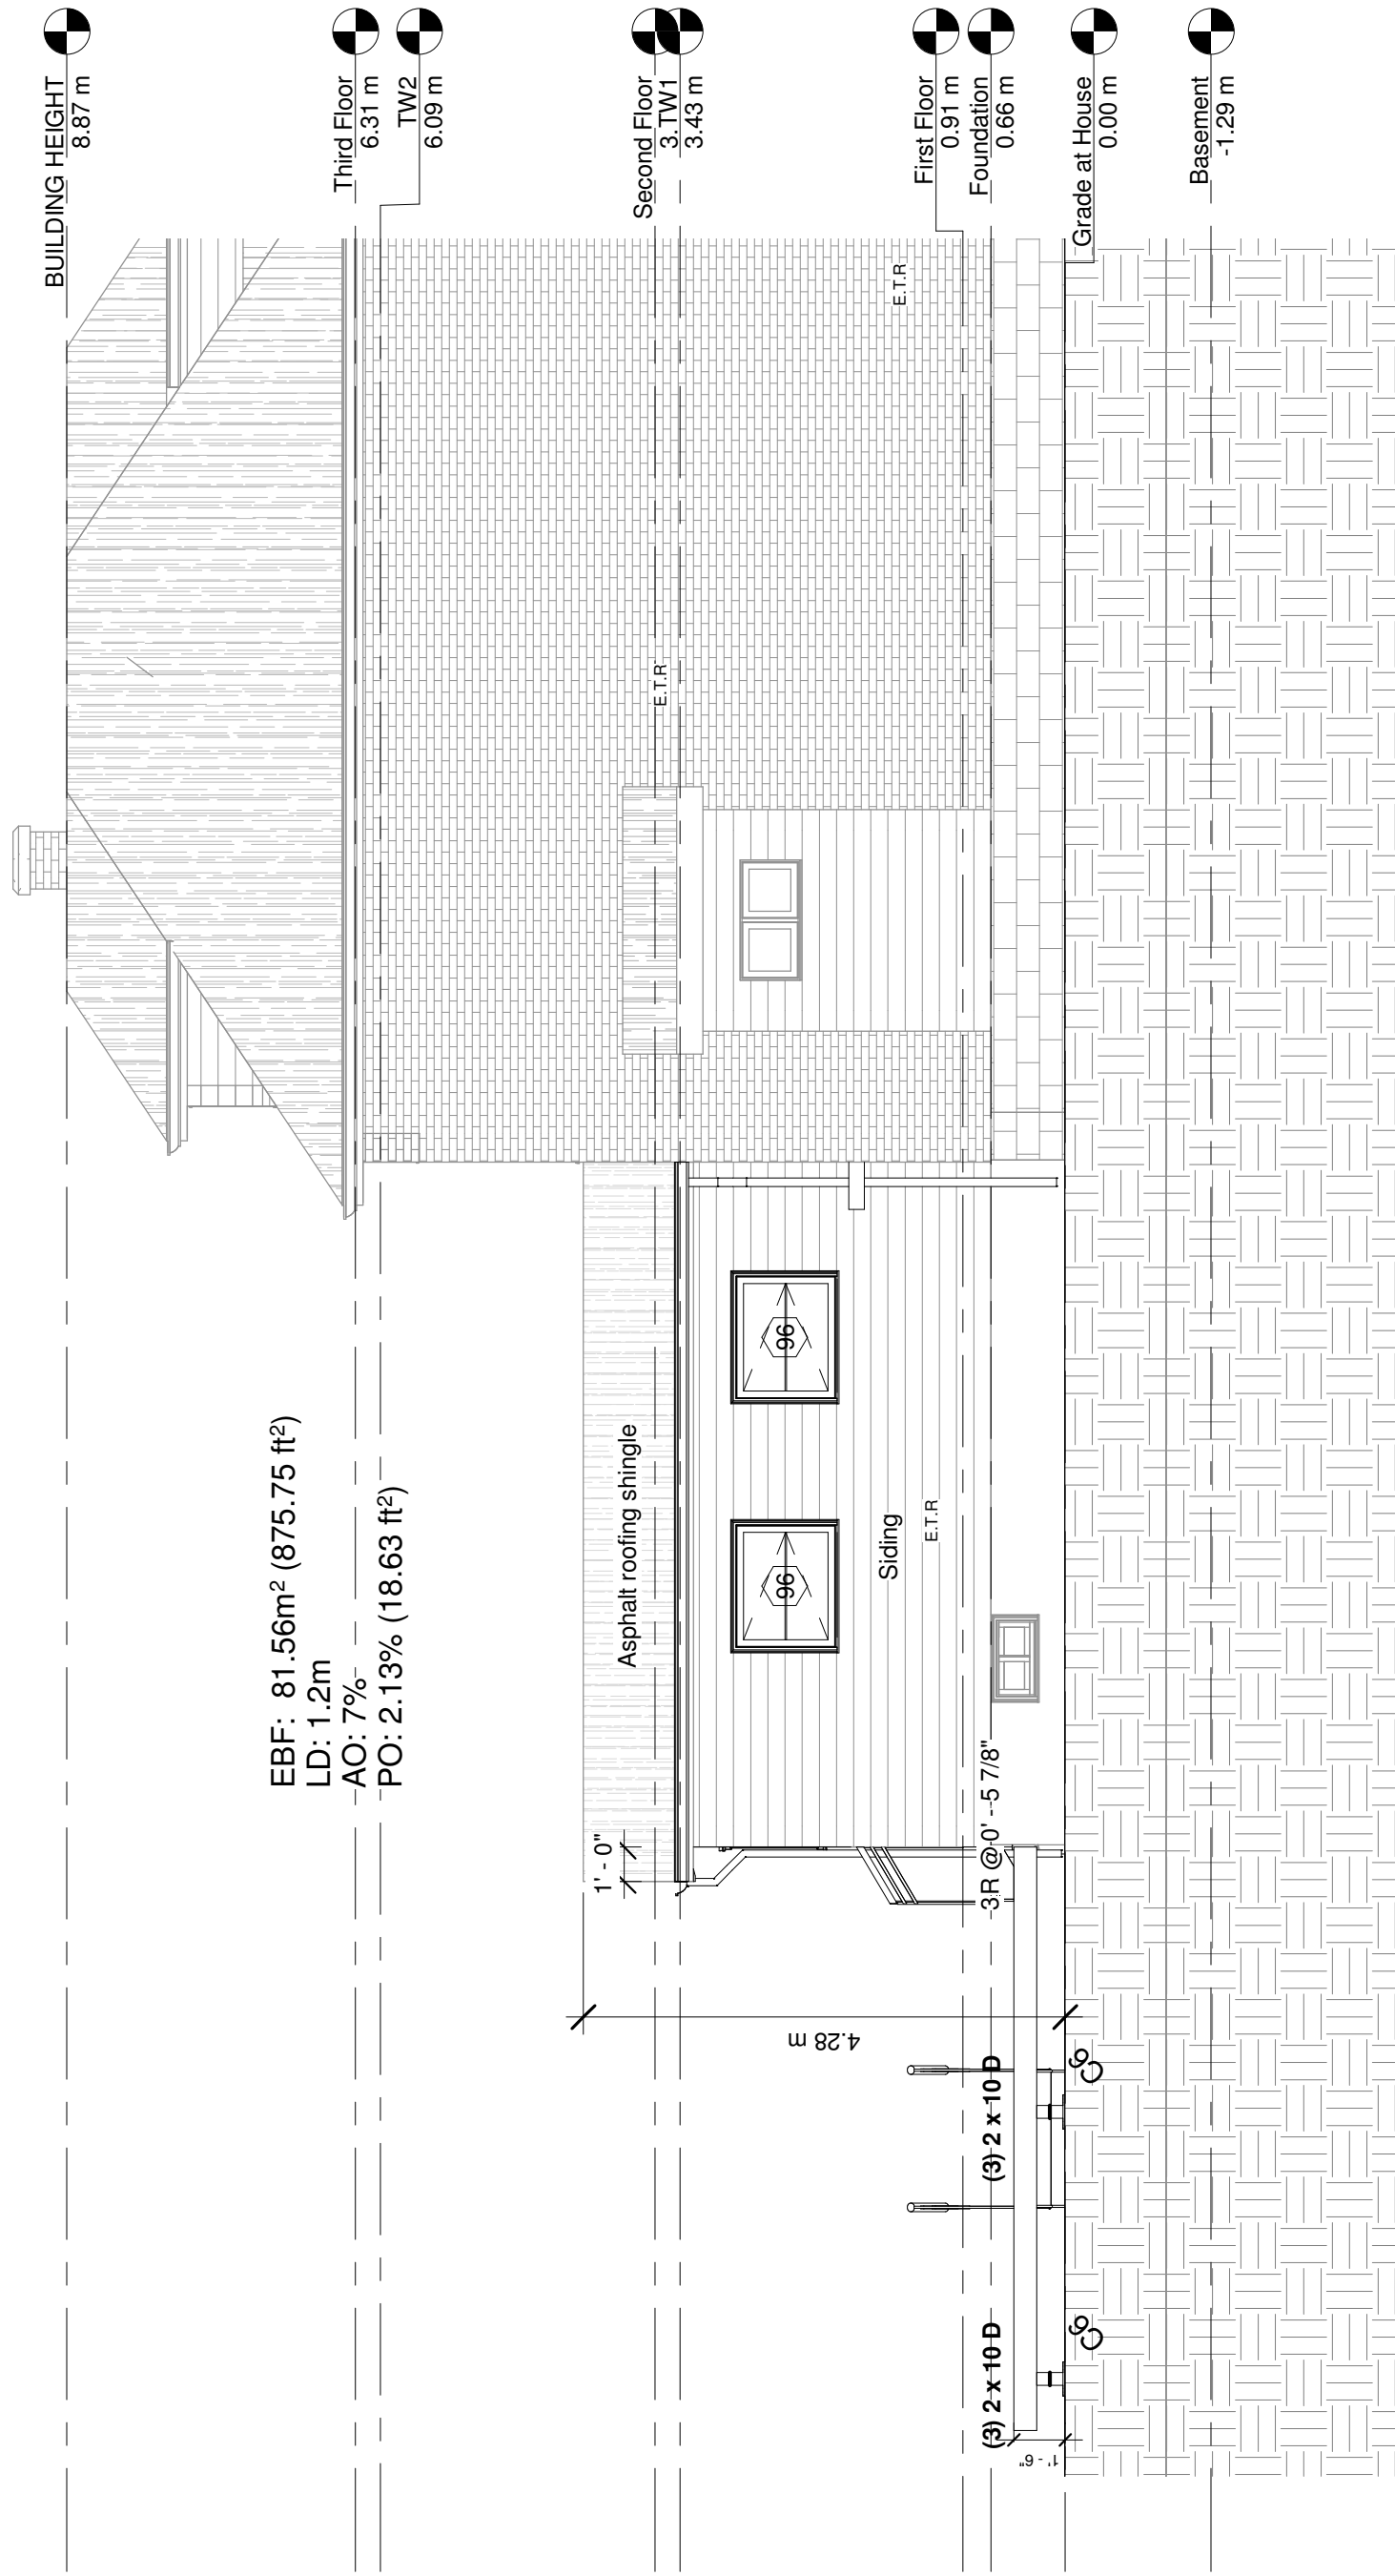 BUILDING HEIGHT
8.87 m
Third Floor
6.31 m
TW2
6.09 m
Second Floor
3.
TW1
3.43 m
First Floor
0.91 m
Foundation
0.66 m
Grade at House
0.00 m
Basement
-1.29 m
EBF: 81.56m² (875.75 ft²)
LD: 1.2m
AO: 7%
PO: 2.13% (18.63 ft²)
1' - 0"
Asphalt roofing shingle
E.T.R
E.T.R
96
96
Siding
E.T.R
3 R @ 0' - 5 7/8"
4.28 m
(3) 2 x 10 D
(3) 2 x 10 D
C6
C6
1' - 6"